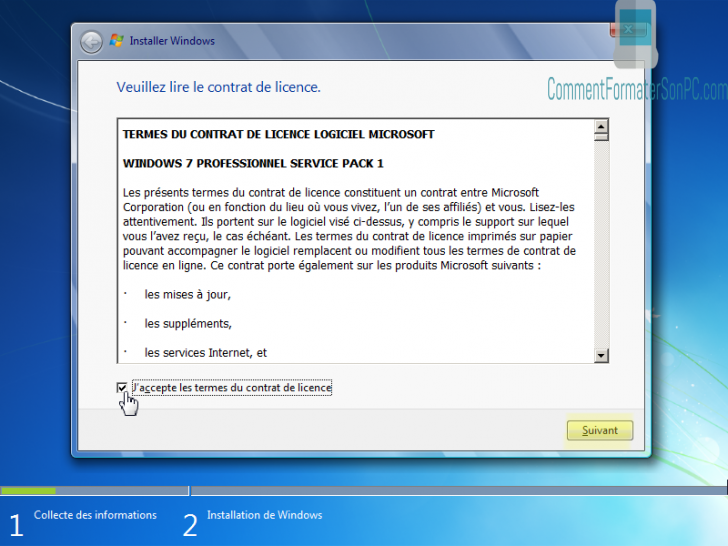 Installer Windows
CommentFormaterSonPC.com
Veuillez lire le contrat de licence.
TERMES DU CONTRAT DE LICENCE LOGICIEL MICROSOFT
WINDOWS 7 PROFESSIONNEL SERVICE PACK 1
Les présents termes du contrat de licence constituent un contrat entre Microsoft
Corporation (ou en fonction du lieu où vous vivez, l'un de ses affiliés) et vous. Lisez-les
attentivement. Ils portent sur le logiciel visé ci-dessus, y compris le support sur lequel
vous l'avez reçu, le cas échéant. Les termes du contrat de licence imprimés sur papier
pouvant accompagner le logiciel remplacent ou modifient tous les termes de contrat de
licence en ligne. Ce contrat porte également sur les produits Microsoft suivants :
· les mises à jour,
· les suppléments,
· les services Internet, et
J'accepte les termes du contrat de licence
Suivant
1 Collecte des informations
2 Installation de Windows